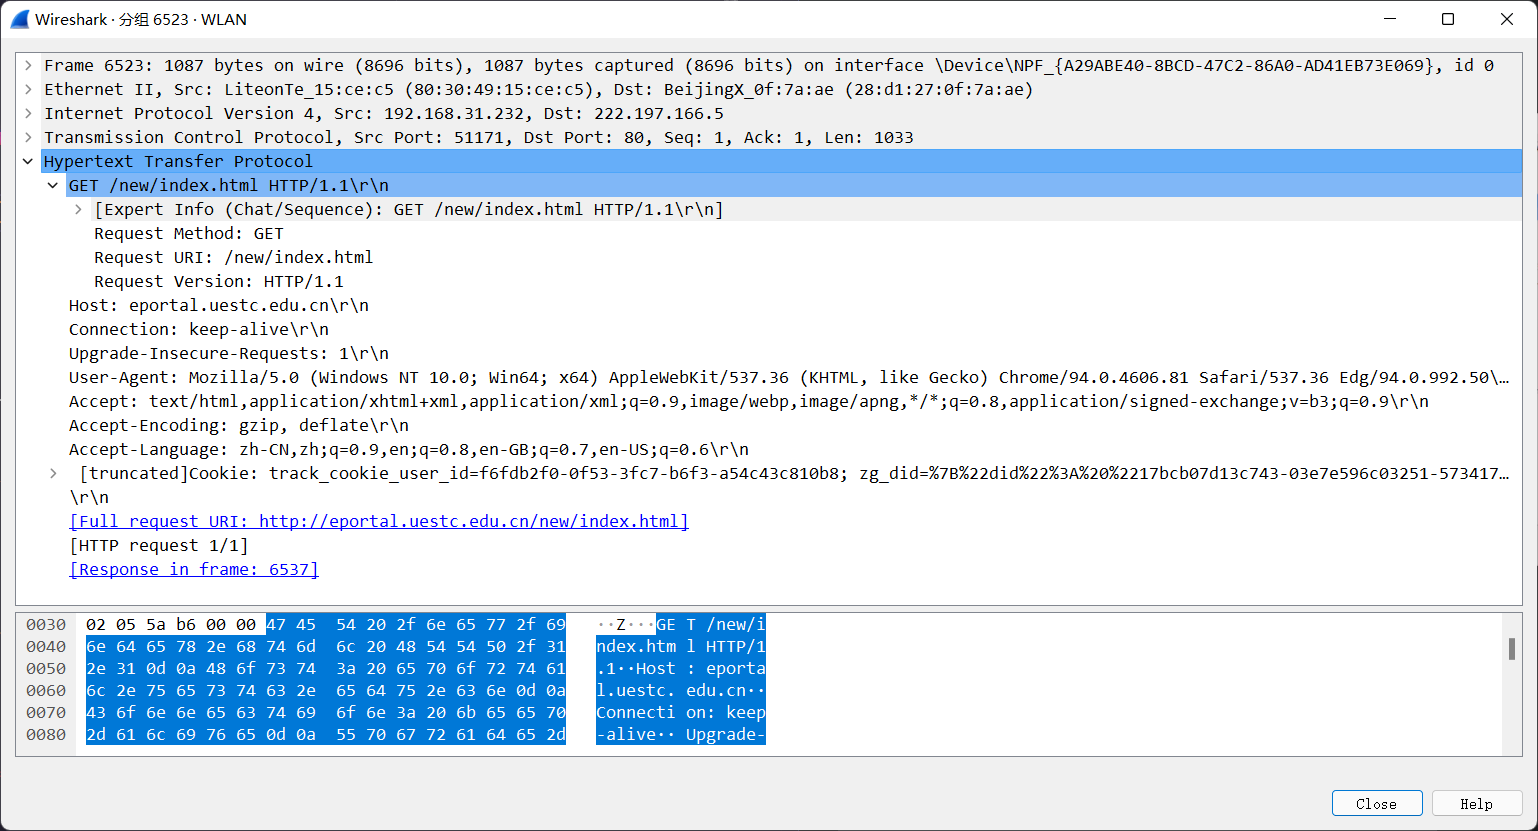 Wireshark · 分组 6523 · WLAN
Frame 6523: 1087 bytes on wire (8696 bits), 1087 bytes captured (8696 bits) on interface \Device\NPF_{A29ABE40-8BCD-47C2-86A0-AD41EB73E069}, id 0
Ethernet II, Src: LiteonTe_15:ce:c5 (80:30:49:15:ce:c5), Dst: BeijingX_0f:7a:ae (28:d1:27:0f:7a:ae)
Internet Protocol Version 4, Src: 192.168.31.232, Dst: 222.197.166.5
Transmission Control Protocol, Src Port: 51171, Dst Port: 80, Seq: 1, Ack: 1, Len: 1033
Hypertext Transfer Protocol
GET /new/index.html HTTP/1.1\r\n
[Expert Info (Chat/Sequence): GET /new/index.html HTTP/1.1\r\n]
Request Method: GET
Request URI: /new/index.html
Request Version: HTTP/1.1
Host: eportal.uestc.edu.cn\r\n
Connection: keep-alive\r\n
Upgrade-Insecure-Requests: 1\r\n
User-Agent: Mozilla/5.0 (Windows NT 10.0; Win64; x64) AppleWebKit/537.36 (KHTML, like Gecko) Chrome/94.0.4606.81 Safari/537.36 Edg/94.0.992.50\…
Accept: text/html,application/xhtml+xml,application/xml;q=0.9,image/webp,image/apng,*/*;q=0.8,application/signed-exchange;v=b3;q=0.9\r\n
Accept-Encoding: gzip, deflate\r\n
Accept-Language: zh-CN,zh;q=0.9,en;q=0.8,en-GB;q=0.7,en-US;q=0.6\r\n
[truncated]Cookie: track_cookie_user_id=f6fdb2f0-0f53-3fc7-b6f3-a54c43c810b8; zg_did=%7B%22did%22%3A%20%2217bcb07d13c743-03e7e596c03251-573417…
\r\n
[Full request URI: http://eportal.uestc.edu.cn/new/index.html]
[HTTP request 1/1]
[Response in frame: 6537]
0030 02 05 5a b6 00 00 47 45 54 20 2f 6e 65 77 2f 69 ··Z···GE T /new/i
0040 6e 64 65 78 2e 68 74 6d 6c 20 48 54 54 50 2f 31 ndex.htm l HTTP/1
0050 2e 31 0d 0a 48 6f 73 74 3a 20 65 70 6f 72 74 61 .1··Host : eporta
0060 6c 2e 75 65 73 74 63 2e 65 64 75 2e 63 6e 0d 0a l.uestc. edu.cn··
0070 43 6f 6e 6e 65 63 74 69 6f 6e 3a 20 6b 65 65 70 Connecti on: keep
0080 2d 61 6c 69 76 65 0d 0a 55 70 67 72 61 64 65 2d -alive·· Upgrade-
Close Help